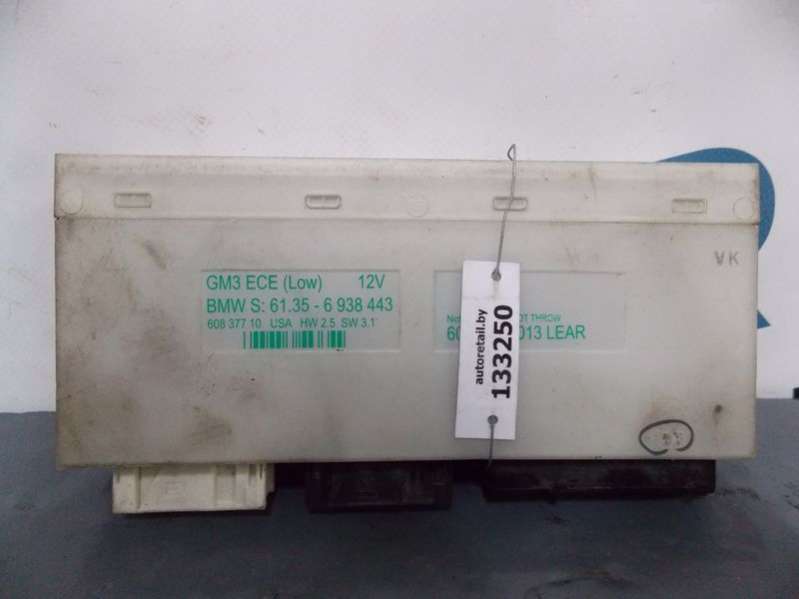 GM3 ECE (Low) 12V
BMW S: 61.35 - 6 938 443
608 377 10 USA HW 2.5 SW 3.1
THROW
013 LEAR
autoretail.by
133250
VK